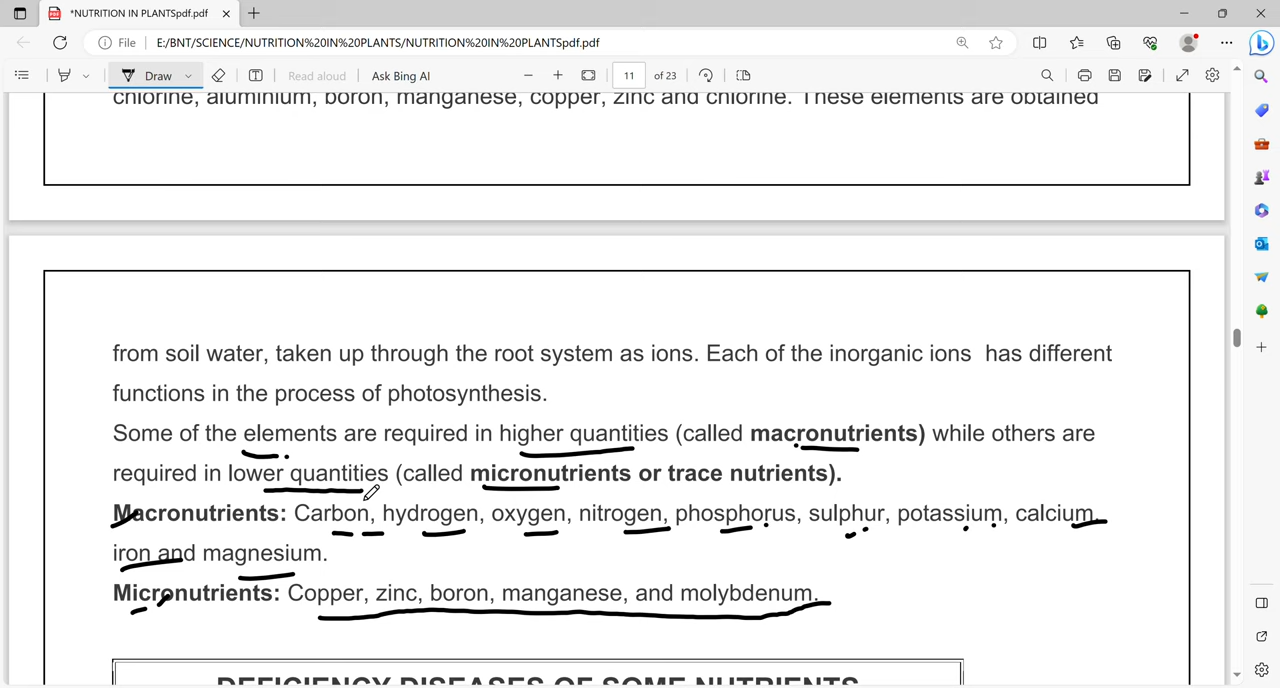 *NUTRITION IN PLANTSpdf.pdf
File E:/BNT/SCIENCE/NUTRITION%20IN%20PLANTS/NUTRITION%20IN%20PLANTSpdf.pdf
Draw Read aloud Ask Bing AI 11 of 23
chlorine, aluminium, boron, manganese, copper, zinc and chlorine. These elements are obtained
from soil water, taken up through the root system as ions. Each of the inorganic ions has different
functions in the process of photosynthesis.
Some of the elements are required in higher quantities (called macronutrients) while others are
required in lower quantities (called micronutrients or trace nutrients).
Macronutrients: Carbon, hydrogen, oxygen, nitrogen, phosphorus, sulphur, potassium, calcium,
iron and magnesium.
Micronutrients: Copper, zinc, boron, manganese, and molybdenum.
DEFICIENCY DISEASES OF SOME NUTRIENTS